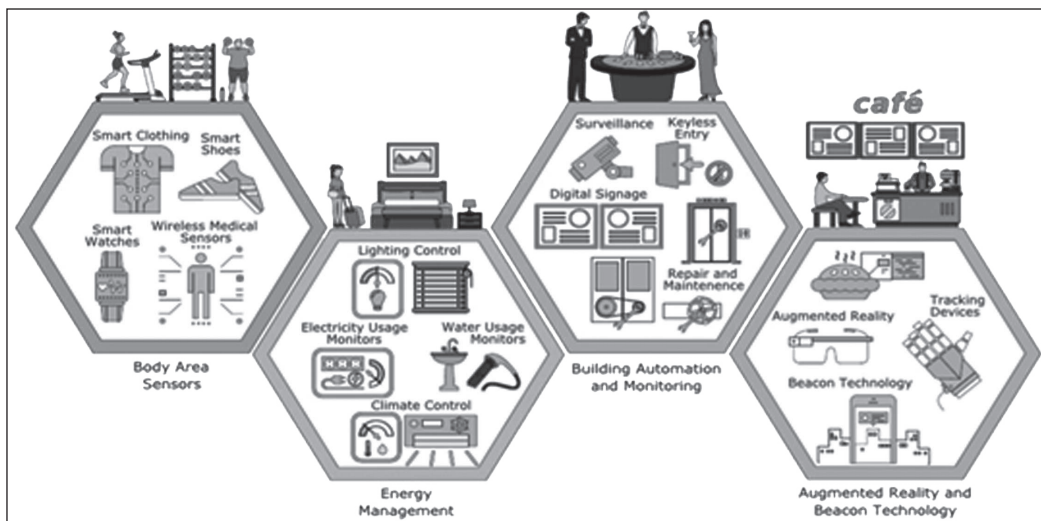 Smart Clothing
Smart
Shoes
Smart
Watches
Wireless Medical
Sensors
Body Area
Sensors
Lighting Control
Electricity Usage
Monitors
Water Usage
Monitors
Climate Control
Energy
Management
Surveillance
Keyless
Entry
Digital Signage
Repair and
Maintenence
Building Automation
and Monitoring
café
Augmented Reality
Tracking
Devices
Beacon Technology
Augmented Reality and
Beacon Technology